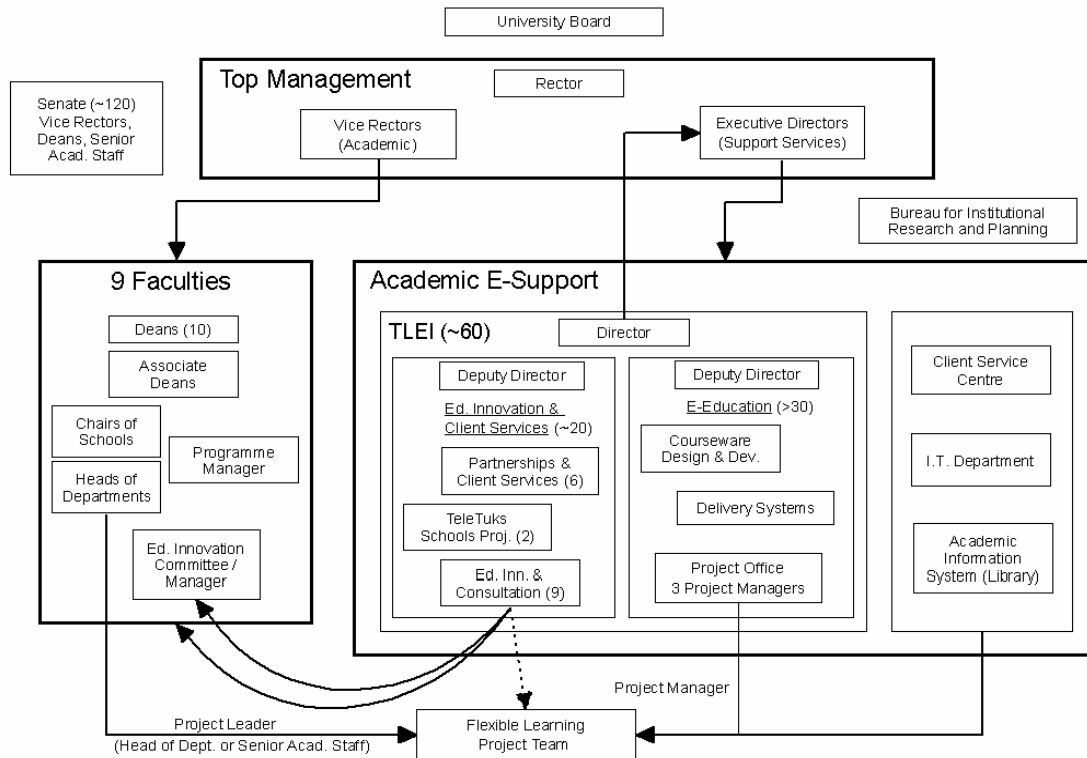 University Board
Top Management
Rector
Senate (~120)
Vice Rectors,
Deans, Senior
Acad. Staff
Vice Rectors
(Academic)
Executive Directors
(Support Services)
Bureau for Institutional
Research and Planning
9 Faculties
Deans (10)
Associate
Deans
Chairs of
Schools
Programme
Manager
Heads of
Departments
Ed. Innovation
Committee /
Manager
Academic E-Support
TLEI (~60)
Director
Deputy Director
Ed. Innovation &
Client Services (~20)
Partnerships &
Client Services (6)
TeleTuks
Schools Proj. (2)
Ed. Inn. &
Consultation (9)
Deputy Director
E-Education (>30)
Courseware
Design & Dev.
Delivery Systems
Project Office
3 Project Managers
Client Service
Centre
I.T. Department
Academic
Information
System (Library)
Project Manager
Project Leader
(Head of Dept. or Senior Acad. Staff)
Flexible Learning
Project Team